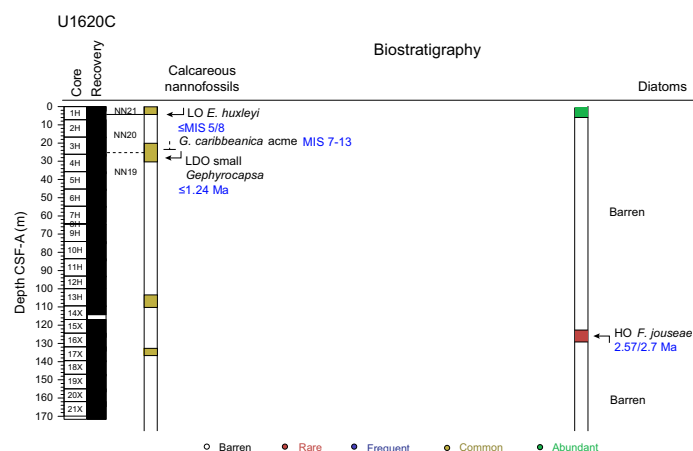 U1620C
Biostratigraphy
Core
Recovery
Calcareous
nannofossils
Diatoms
Depth CSF-A (m)
0
10
20
30
40
50
60
70
80
90
100
110
120
130
140
150
160
170
1H
2H
3H
4H
5H
6H
7H
8H
9H
10H
11H
12H
13H
14X
15X
16X
17X
18X
19X
20X
21X
NN21
NN20
NN19
LO E. huxleyi
≤MIS 5/8
G. caribbeanica acme MIS 7-13
LDO small
Gephyrocapsa
≤1.24 Ma
Barren
HO F. jouseae
2.57/2.7 Ma
Barren
Barren Rare Frequent Common Abundant